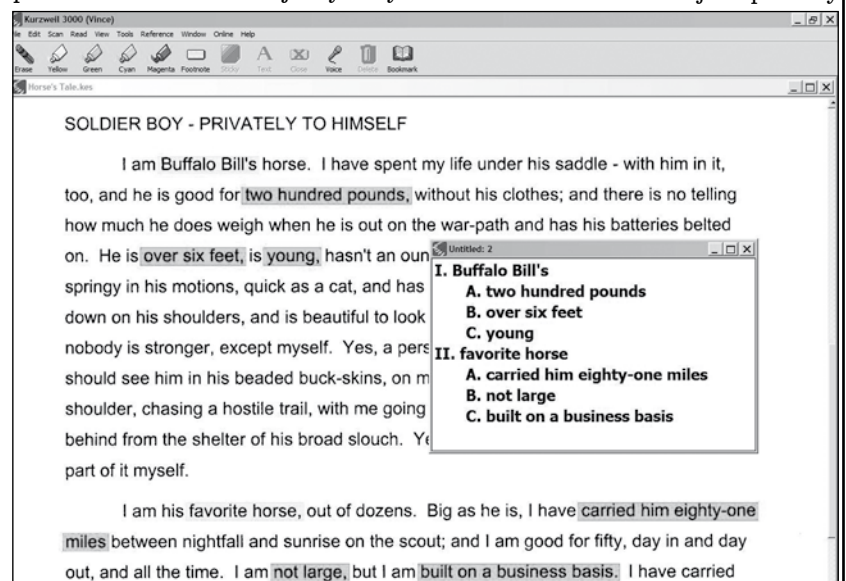 Kurzweil 3000 (Vince)
Edit Scan Read View Tools Reference Window Online Help
Erase Yellow Green Cyan Magenta Footnote Sticky Text Close Voice Delete Bookmark
Horse's Tale.kes
SOLDIER BOY - PRIVATELY TO HIMSELF
I am Buffalo Bill's horse. I have spent my life under his saddle - with him in it,
too, and he is good for two hundred pounds, without his clothes; and there is no telling
how much he does weigh when he is out on the war-path and has his batteries belted
on. He is over six feet, is young, hasn't an oun
springy in his motions, quick as a cat, and has
down on his shoulders, and is beautiful to look
nobody is stronger, except myself. Yes, a pers
should see him in his beaded buck-skins, on m
shoulder, chasing a hostile trail, with me going
behind from the shelter of his broad slouch. Ye
part of it myself.
Untitled: 2
I. Buffalo Bill's
A. two hundred pounds
B. over six feet
C. young
II. favorite horse
A. carried him eighty-one miles
B. not large
C. built on a business basis
I am his favorite horse, out of dozens. Big as he is, I have carried him eighty-one
miles between nightfall and sunrise on the scout; and I am good for fifty, day in and day
out, and all the time. I am not large, but I am built on a business basis. I have carried